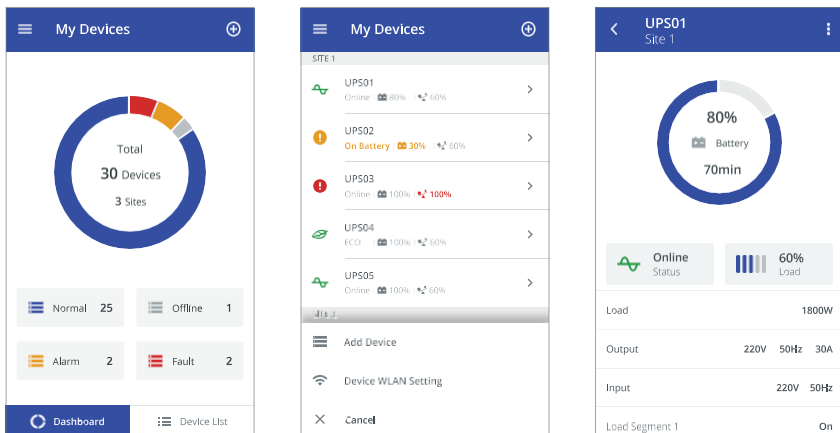 My Devices
Total
30 Devices
3 Sites
Normal 25
Offline 1
Alarm 2
Fault 2
Dashboard
Device List
My Devices
SITE 1
UPS01
Online 80% 60%
UPS02
On Battery 30% 60%
UPS03
Online 100% 100%
UPS04
ECO 100% 60%
UPS05
Online 100% 60%
Add Device
Device WLAN Setting
Cancel
UPS01
Site 1
80%
Battery
70min
Online
Status
60%
Load
Load 1800W
Output 220V 50Hz 30A
Input 220V 50Hz
Load Segment 1 On